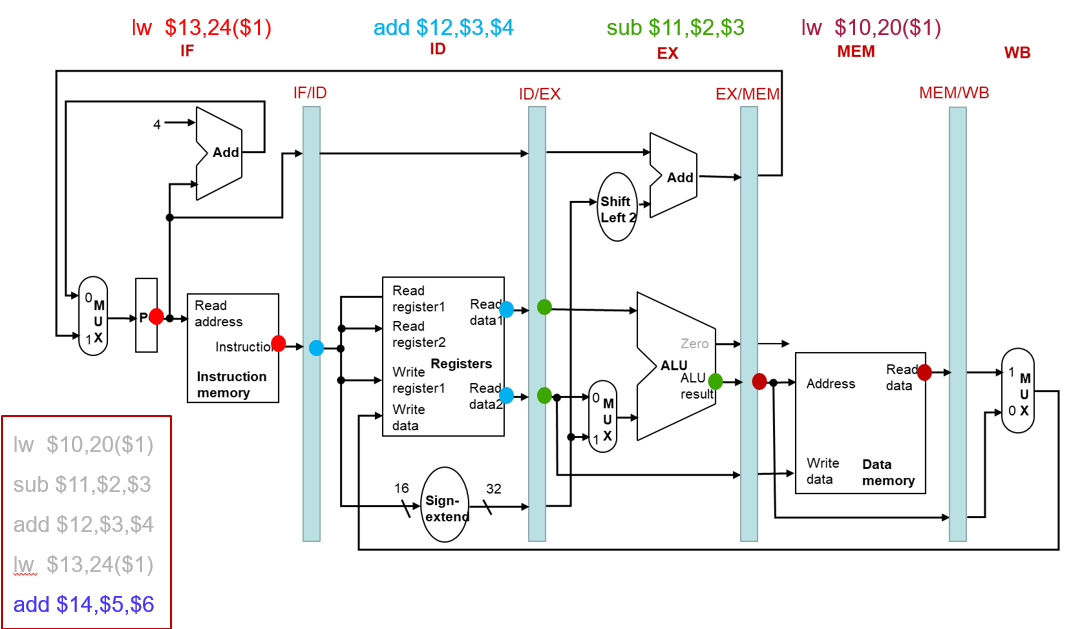 lw $13,24($1)
add $12,$3,$4
sub $11,$2,$3
lw $10,20($1)
IF
ID
EX
MEM
WB
IF/ID
ID/EX
EX/MEM
MEM/WB
4
Add
Add
Shift
Left 2
0
M
U
X
1
P
Read
address
Instructio
Instruction
memory
Read
register1
Read
register2
Write
register1
Write
data
Read
data1
Registers
Read
data2
16
Sign-
extend
32
0
M
U
X
1
Zero
ALU
ALU
result
Address
Read
data
Write
data
Data
memory
1
M
U
X
0
lw $10,20($1)
sub $11,$2,$3
add $12,$3,$4
lw $13,24($1)
add $14,$5,$6